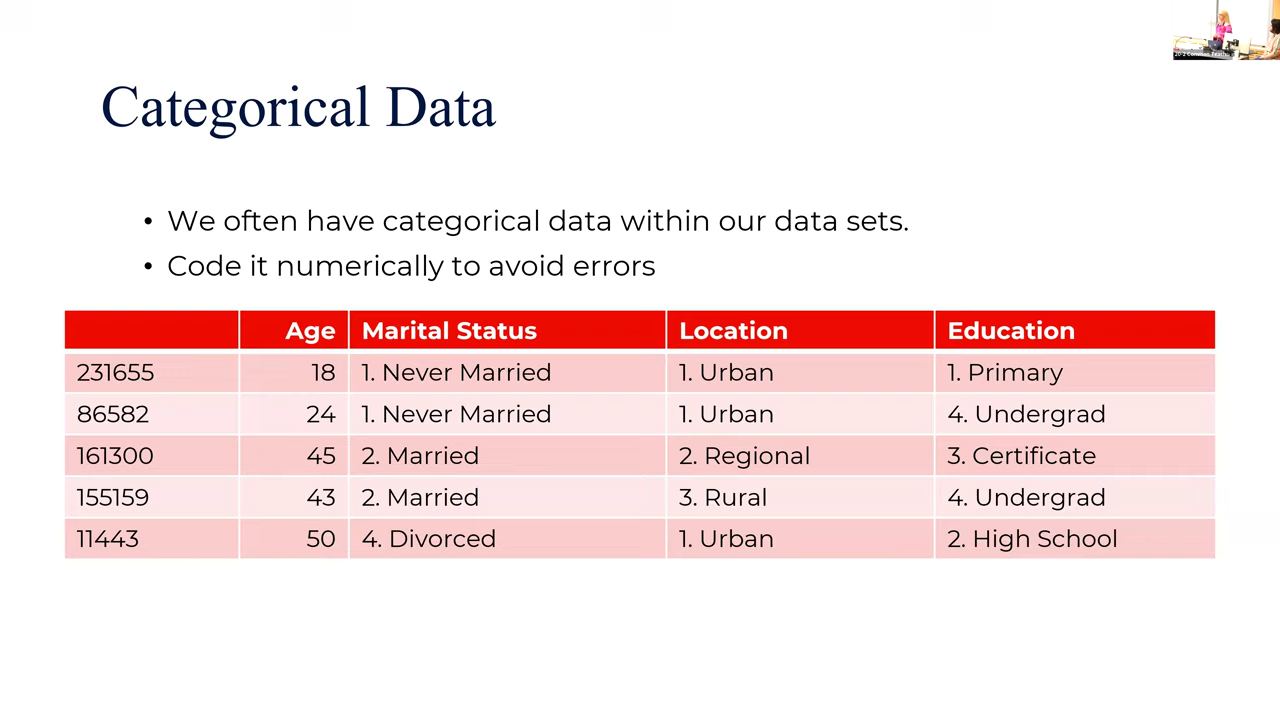 Categorical Data
• We often have categorical data within our data sets.
• Code it numerically to avoid errors
Age Marital Status Location Education
231655 18 1. Never Married 1. Urban 1. Primary
86582 24 1. Never Married 1. Urban 4. Undergrad
161300 45 2. Married 2. Regional 3. Certificate
155159 43 2. Married 3. Rural 4. Undergrad
11443 50 4. Divorced 1. Urban 2. High School